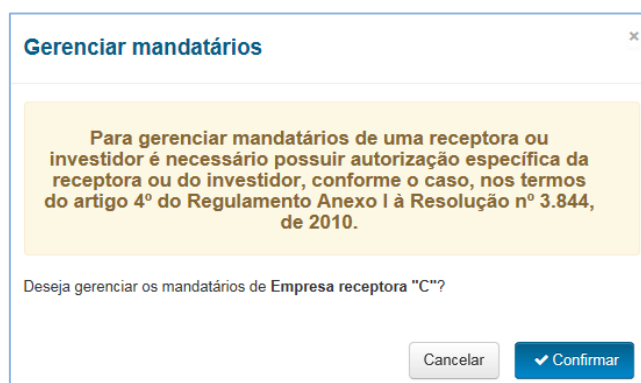 Gerenciar mandatários
×
Para gerenciar mandatários de uma receptora ou
investidor é necessário possuir autorização específica da
receptora ou do investidor, conforme o caso, nos termos
do artigo 4º do Regulamento Anexo I à Resolução nº 3.844,
de 2010.
Deseja gerenciar os mandatários de Empresa receptora "C"?
Cancelar
✔ Confirmar